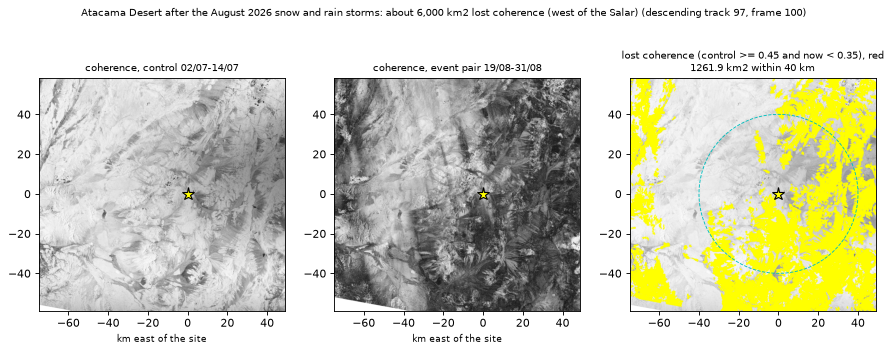 Atacama Desert after the August 2026 snow and rain storms: about 6,000 km2 lost coherence (west of the Salar) (descending track 97, frame 100)
coherence, control 02/07-14/07
coherence, event pair 19/08-31/08
lost coherence (control >= 0.45 and now < 0.35), red
1261.9 km2 within 40 km
40
20
0
−20
−40
−60 −40 −20 0 20 40
km east of the site
40
20
0
−20
−40
−60 −40 −20 0 20 40
km east of the site
40
20
0
−20
−40
−60 −40 −20 0 20 40